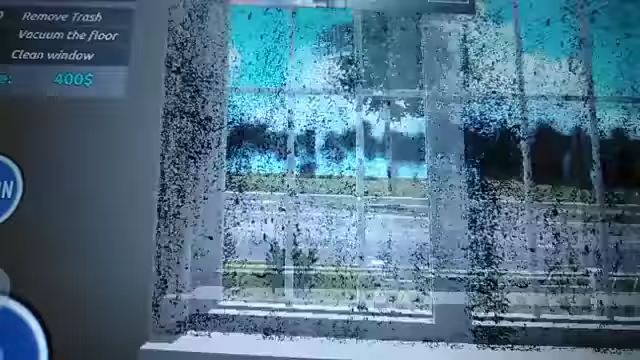 Remove Trash
Vacuum the floor
Clean window
e: 400$
N